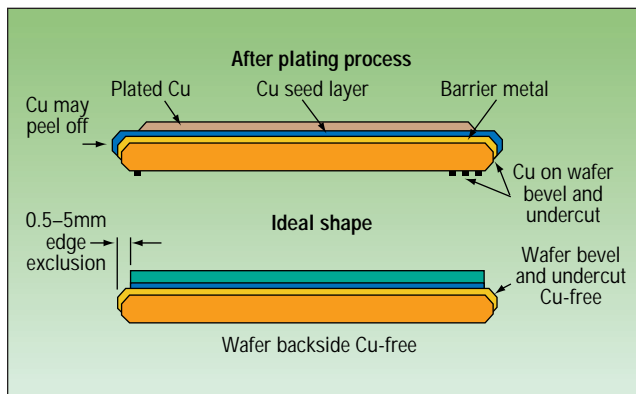 After plating process
Plated Cu
Cu seed layer
Barrier metal
Cu may
peel off
Cu on wafer
bevel and
undercut
Ideal shape
0.5–5mm
edge
exclusion
Wafer bevel
and undercut
Cu-free
Wafer backside Cu-free